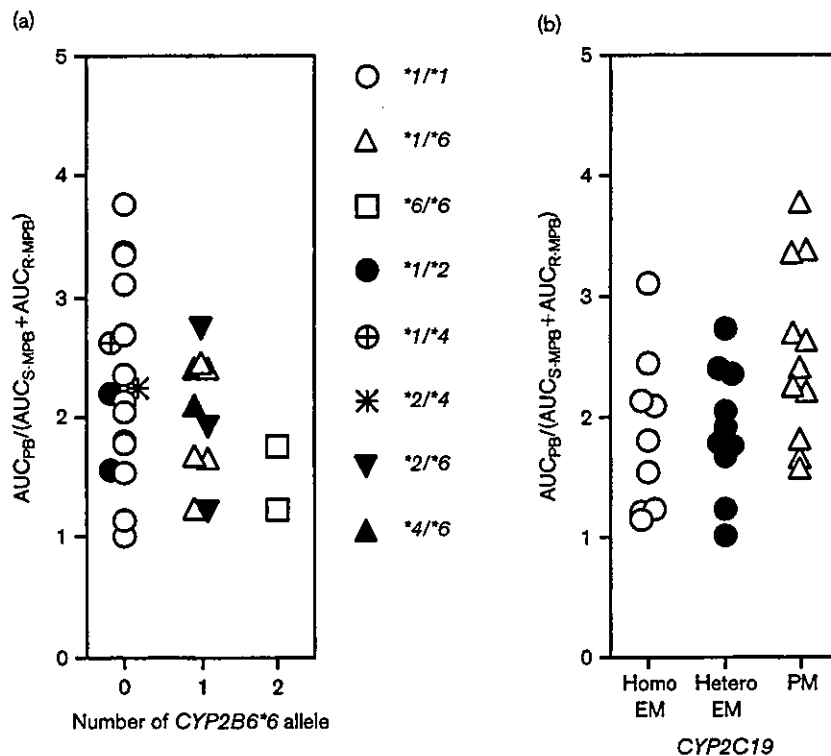 (a)
5
4
3
2
1
0
AUC_PB/(AUC_S-MPB + AUC_R-MPB)
0 1 2
Number of CYP2B6*6 allele
*1/*1
*1/*6
*6/*6
*1/*2
*1/*4
*2/*4
*2/*6
*4/*6
(b)
5
4
3
2
1
0
AUC_PB/(AUC_S-MPB + AUC_R-MPB)
Homo EM
Hetero EM
PM
CYP2C19